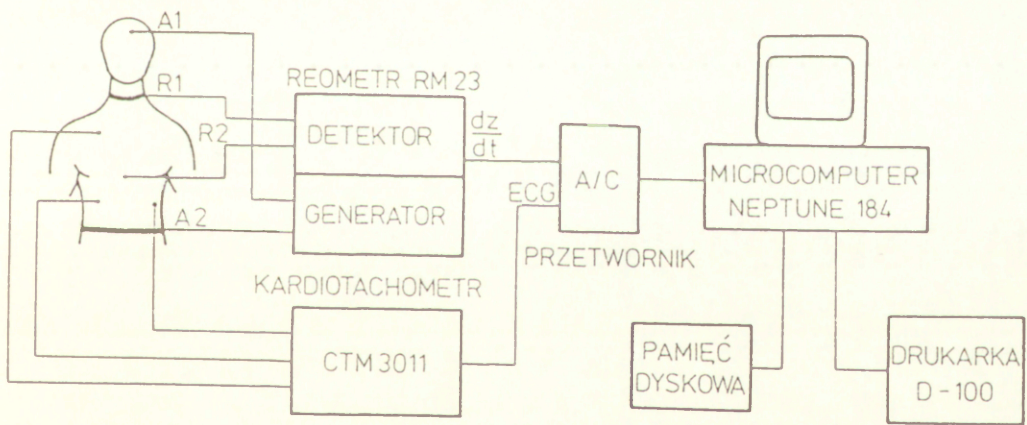 A1
R1
R2
A2
REOMETR RM 23
DETEKTOR
GENERATOR
dz
dt
ECG
A/C
PRZETWORNIK
MICROCOMPUTER
NEPTUNE 184
KARDIOTACHOMETR
CTM 3011
PAMIĘĆ
DYSKOWA
DRUKARKA
D-100